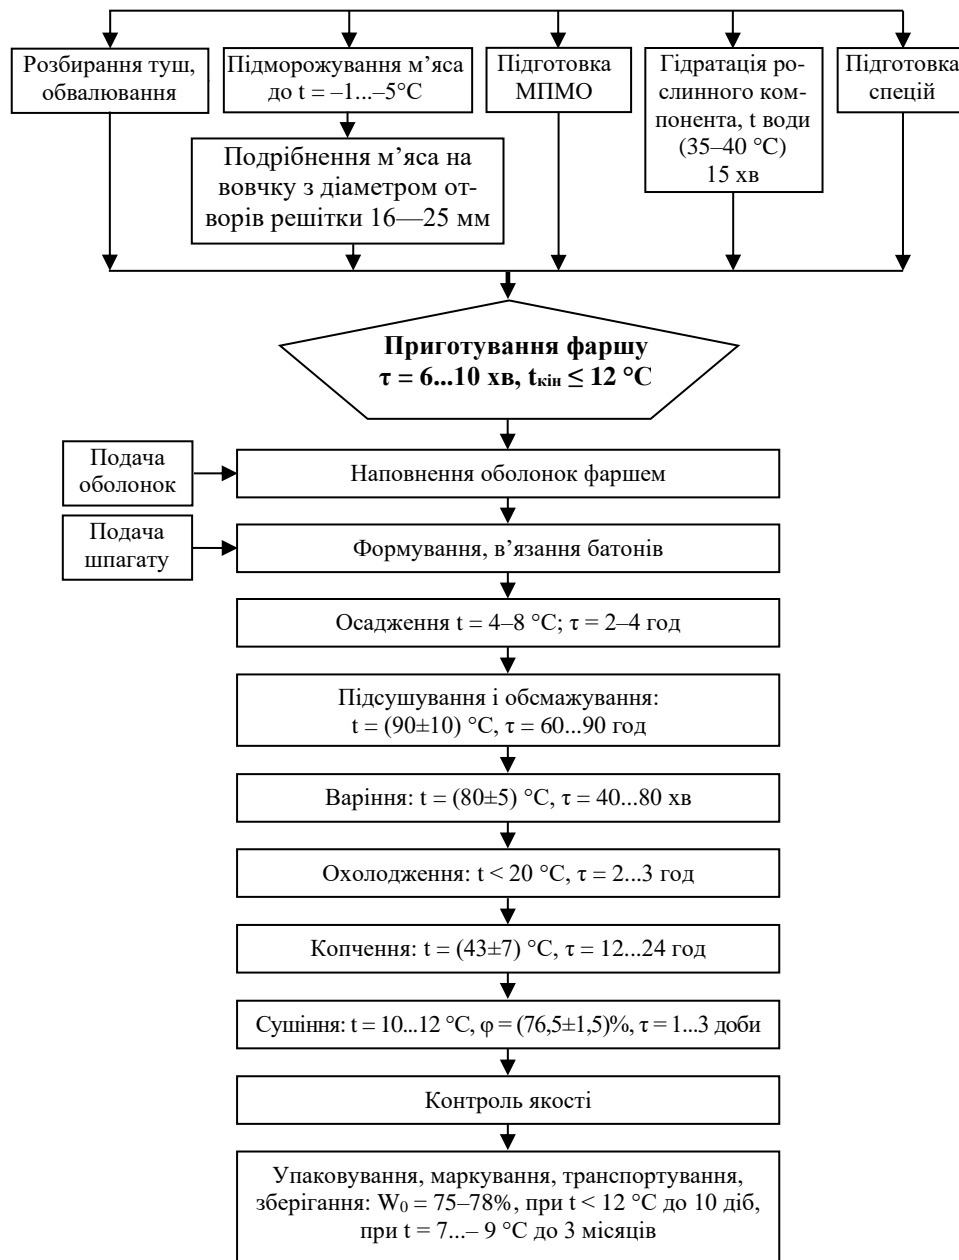 Розбирання туш,
обвалювання
Підморожування м’яса
до t = –1...–5°С
Підготовка
МПМО
Гідратація ро-
слинного ком-
понента, t води
(35–40 °С)
15 хв
Підготовка
спецій
Подрібнення м’яса на
вовчку з діаметром от-
ворів решітки 16—25 мм
Приготування фаршу
τ = 6...10 хв, tкін ≤ 12 °С
Подача
оболонок
Наповнення оболонок фаршем
Подача
шпагату
Формування, в’язання батонів
Осадження t = 4–8 °С; τ = 2–4 год
Підсушування і обсмажування:
t = (90±10) °С, τ = 60...90 год
Варіння: t = (80±5) °С, τ = 40...80 хв
Охолодження: t < 20 °С, τ = 2...3 год
Копчення: t = (43±7) °С, τ = 12...24 год
Сушіння: t = 10...12 °С, φ = (76,5±1,5)%, τ = 1...3 доби
Контроль якості
Упаковування, маркування, транспортування,
зберігання: W₀ = 75–78%, при t < 12 °С до 10 діб,
при t = 7...– 9 °С до 3 місяців